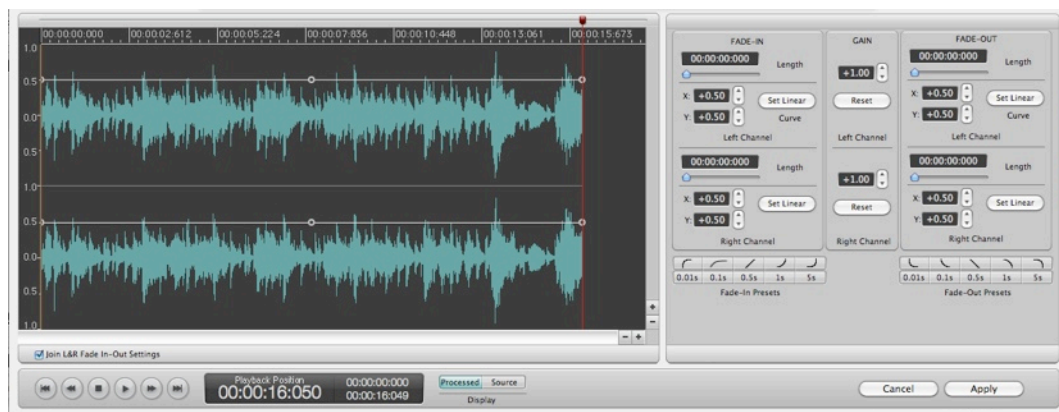 00:00:00:000 00:00:02:612 00:00:05:224 00:00:07:836 00:00:10:448 00:00:13:061 00:00:15:673
1.0
0.5
0.0
0.5
1.0
0.5
0.0
0.5
1.0
Join L&R Fade In-Out Settings
FADE-IN
00:00:00:000
Length
X: +0.50
Set Linear
Y: +0.50
Curve
Left Channel
00:00:00:000
Length
X: +0.50
Set Linear
Y: +0.50
Right Channel
0.01s 0.1s 0.5s 1s 5s
Fade-In Presets
GAIN
+1.00
Reset
Left Channel
+1.00
Reset
Right Channel
FADE-OUT
00:00:00:000
Length
X: +0.50
Set Linear
Y: +0.50
Curve
Left Channel
00:00:00:000
Length
X: +0.50
Set Linear
Y: +0.50
Right Channel
0.01s 0.1s 0.5s 1s 5s
Fade-Out Presets
Playback Position
00:00:16:050
00:00:00:000
00:00:16:049
Processed Source
Display
Cancel
Apply